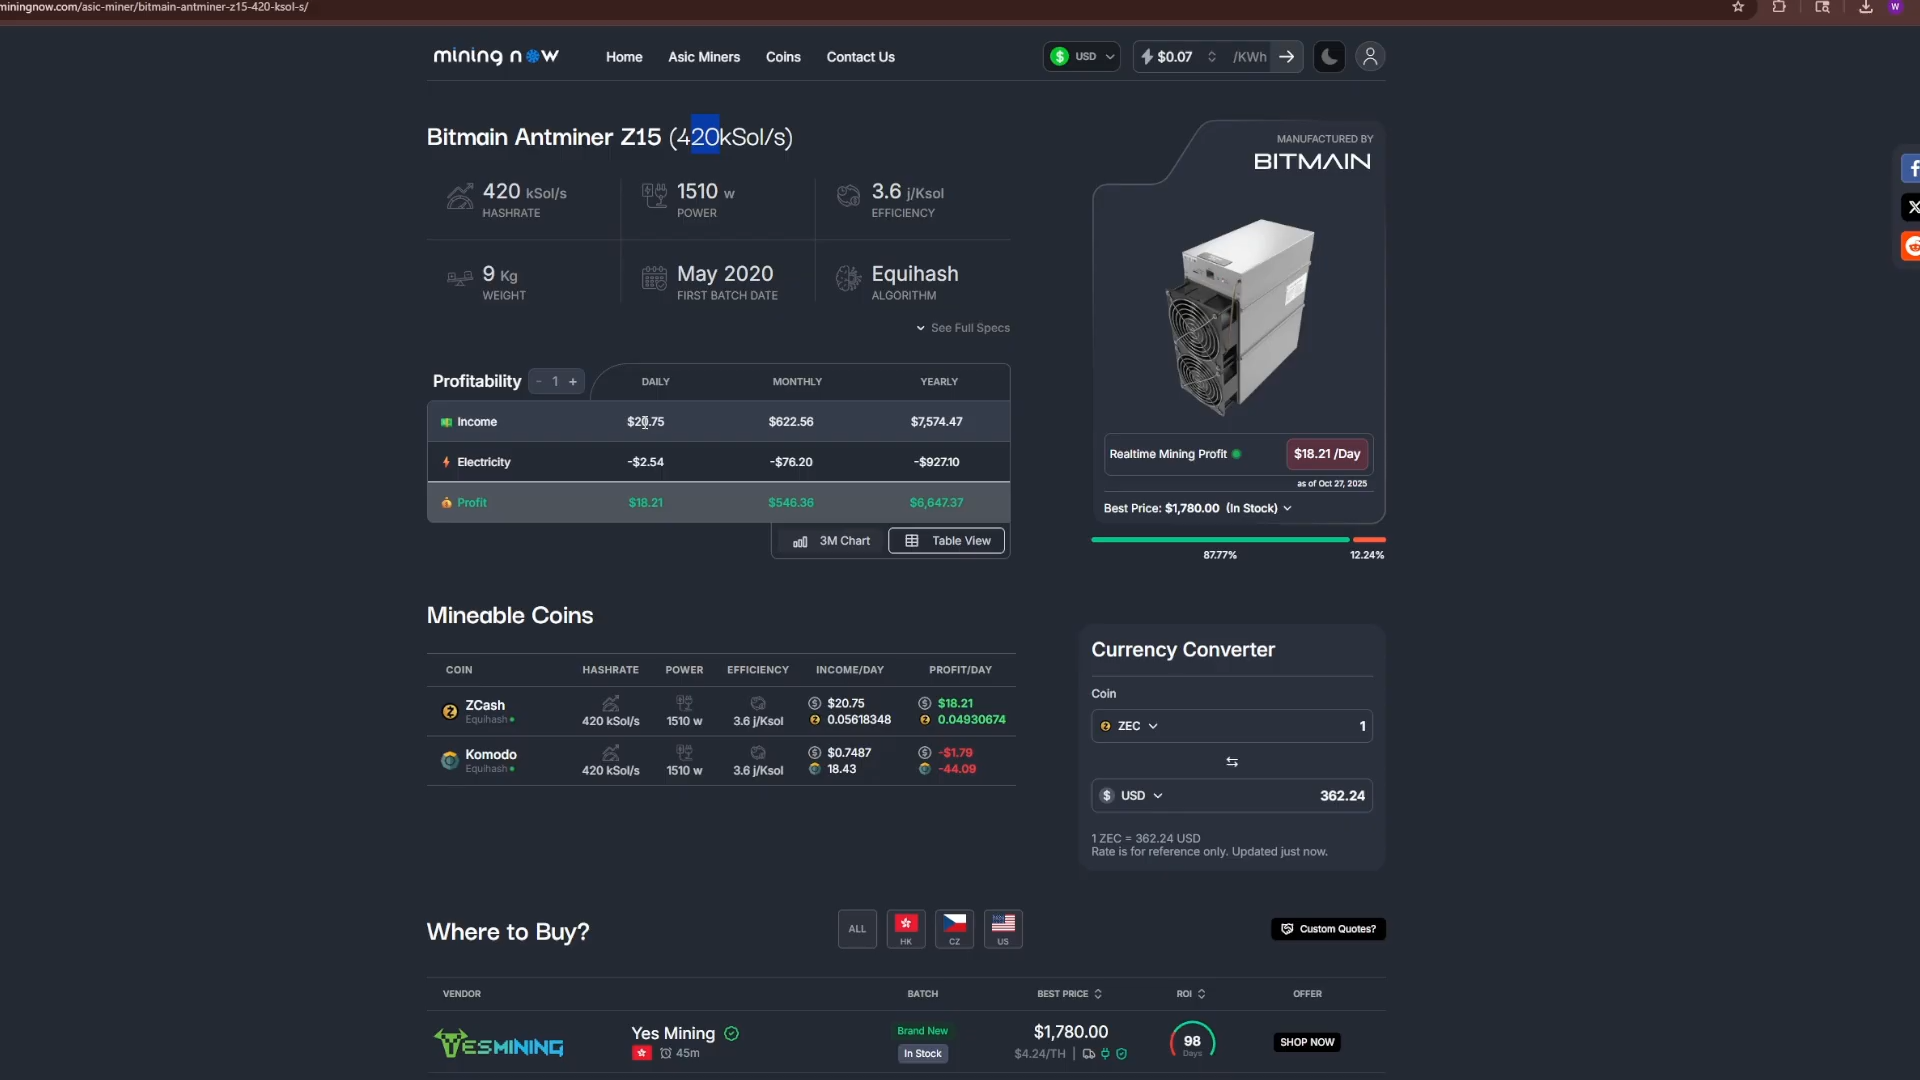 miningnow.com/asic-miner/bitmain-antminer-z15-420-ksol-s/
W
mining now
Home
Asic Miners
Coins
Contact Us
$ USD
$0.07 /KWh
Bitmain Antminer Z15 (420kSol/s)
420 kSol/s
HASHRATE
1510 w
POWER
3.6 j/Ksol
EFFICIENCY
9 Kg
WEIGHT
May 2020
FIRST BATCH DATE
Equihash
ALGORITHM
See Full Specs
MANUFACTURED BY
BITMAIN
Profitability - 1 + DAILY MONTHLY YEARLY
Income $20.75 $622.56 $7,574.47
Electricity -$2.54 -$76.20 -$927.10
Profit $18.21 $546.36 $6,647.37
3M Chart
Table View
Realtime Mining Profit $18.21 /Day
as of Oct 27, 2025
Best Price: $1,780.00 (In Stock)
87.77% 12.24%
Mineable Coins
COIN HASHRATE POWER EFFICIENCY INCOME/DAY PROFIT/DAY
ZCash
Equihash
420 kSol/s 1510 w 3.6 j/Ksol
$20.75
0.05618348
$18.21
0.04930674
Komodo
Equihash
420 kSol/s 1510 w 3.6 j/Ksol
$0.7487
18.43
-$1.79
-44.09
Currency Converter
Coin
ZEC 1
$ USD 362.24
1 ZEC = 362.24 USD
Rate is for reference only. Updated just now.
Where to Buy?
ALL
HK
CZ
US
Custom Quotes?
VENDOR BATCH BEST PRICE ROI OFFER
YESMINING
Yes Mining
45m
Brand New
In Stock
$1,780.00
$4.24/TH
98
Days
SHOP NOW